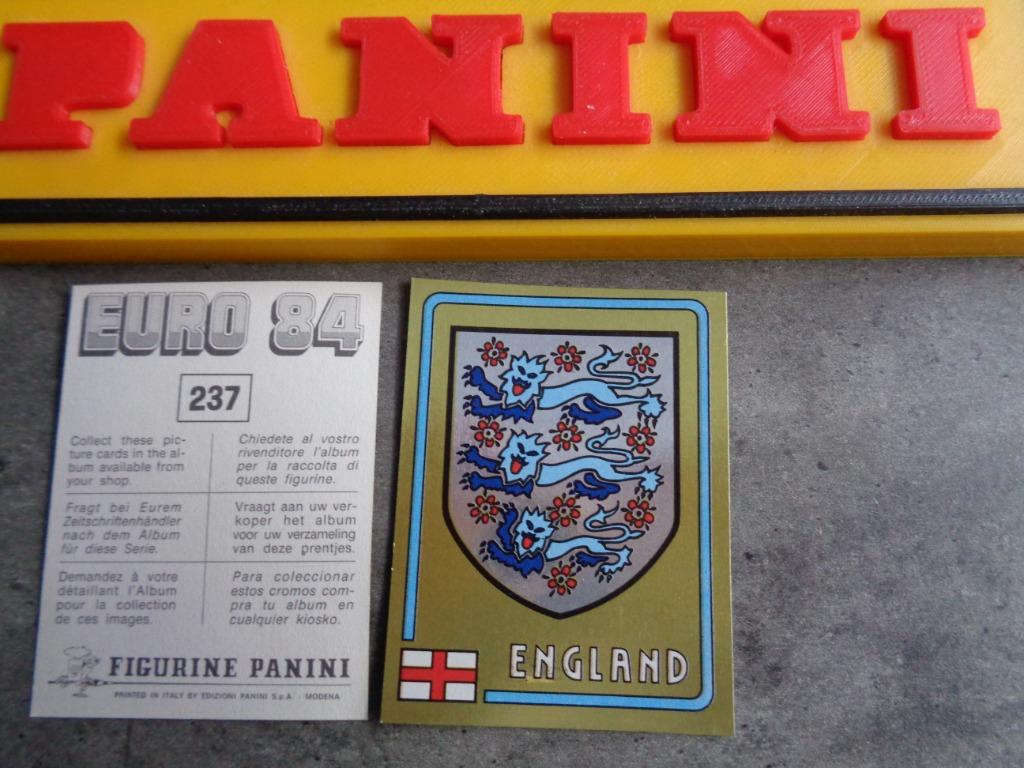 PANINI
EURO 84
237
Collect these pic-
ture cards in the al-
bum available from
your shop.
Chiedete al vostro
rivenditore l'album
per la raccolta di
queste figurine.
Fragt bei Eurem
Zeitschriftenhändler
nach dem Album
für diese Serie.
Vraagt aan uw ver-
koper het album
voor uw verzameling
van deze prentjes.
Demandez à votre
détaillant l'Album
pour la collection
de ces images.
Para coleccionar
estos cromos com-
pra tu album en
cualquier kiosko.
FIGURINE PANINI
PRINTED IN ITALY BY EDIZIONI PANINI S.p.A. - MODENA
ENGLAND